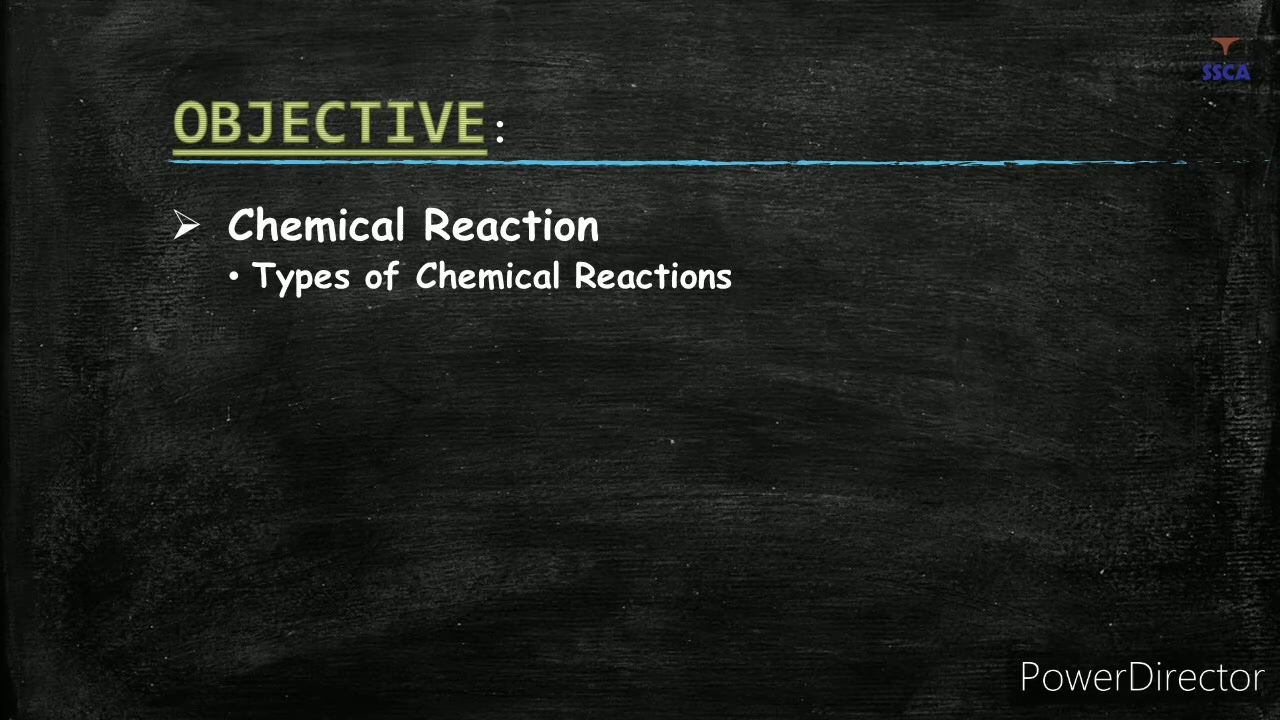 SSCA
OBJECTIVE:
➢ Chemical Reaction
• Types of Chemical Reactions
PowerDirector